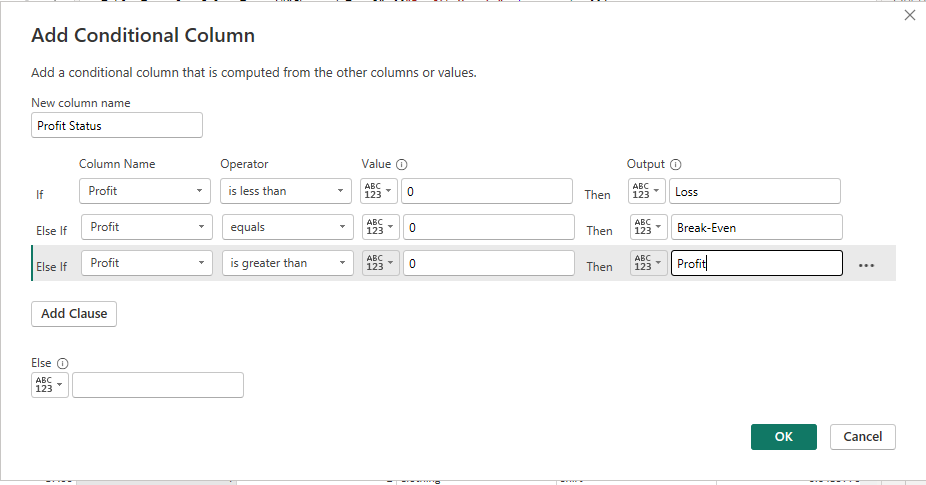 Add Conditional Column
Add a conditional column that is computed from the other columns or values.
New column name
Profit Status
Column Name Operator Value Output
If Profit is less than ABC 123 0 Then ABC 123 Loss
Else If Profit equals ABC 123 0 Then ABC 123 Break-Even
Else If Profit is greater than ABC 123 0 Then ABC 123 Profit
Add Clause
Else
ABC 123
OK Cancel